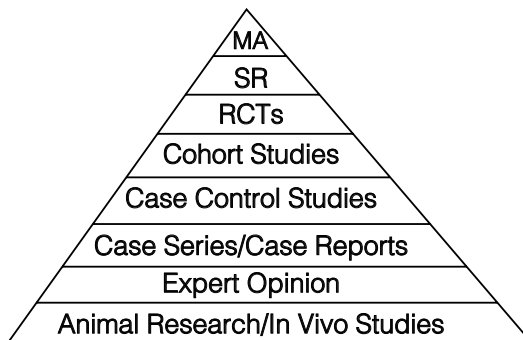 MA
SR
RCTs
Cohort Studies
Case Control Studies
Case Series/Case Reports
Expert Opinion
Animal Research/In Vivo Studies